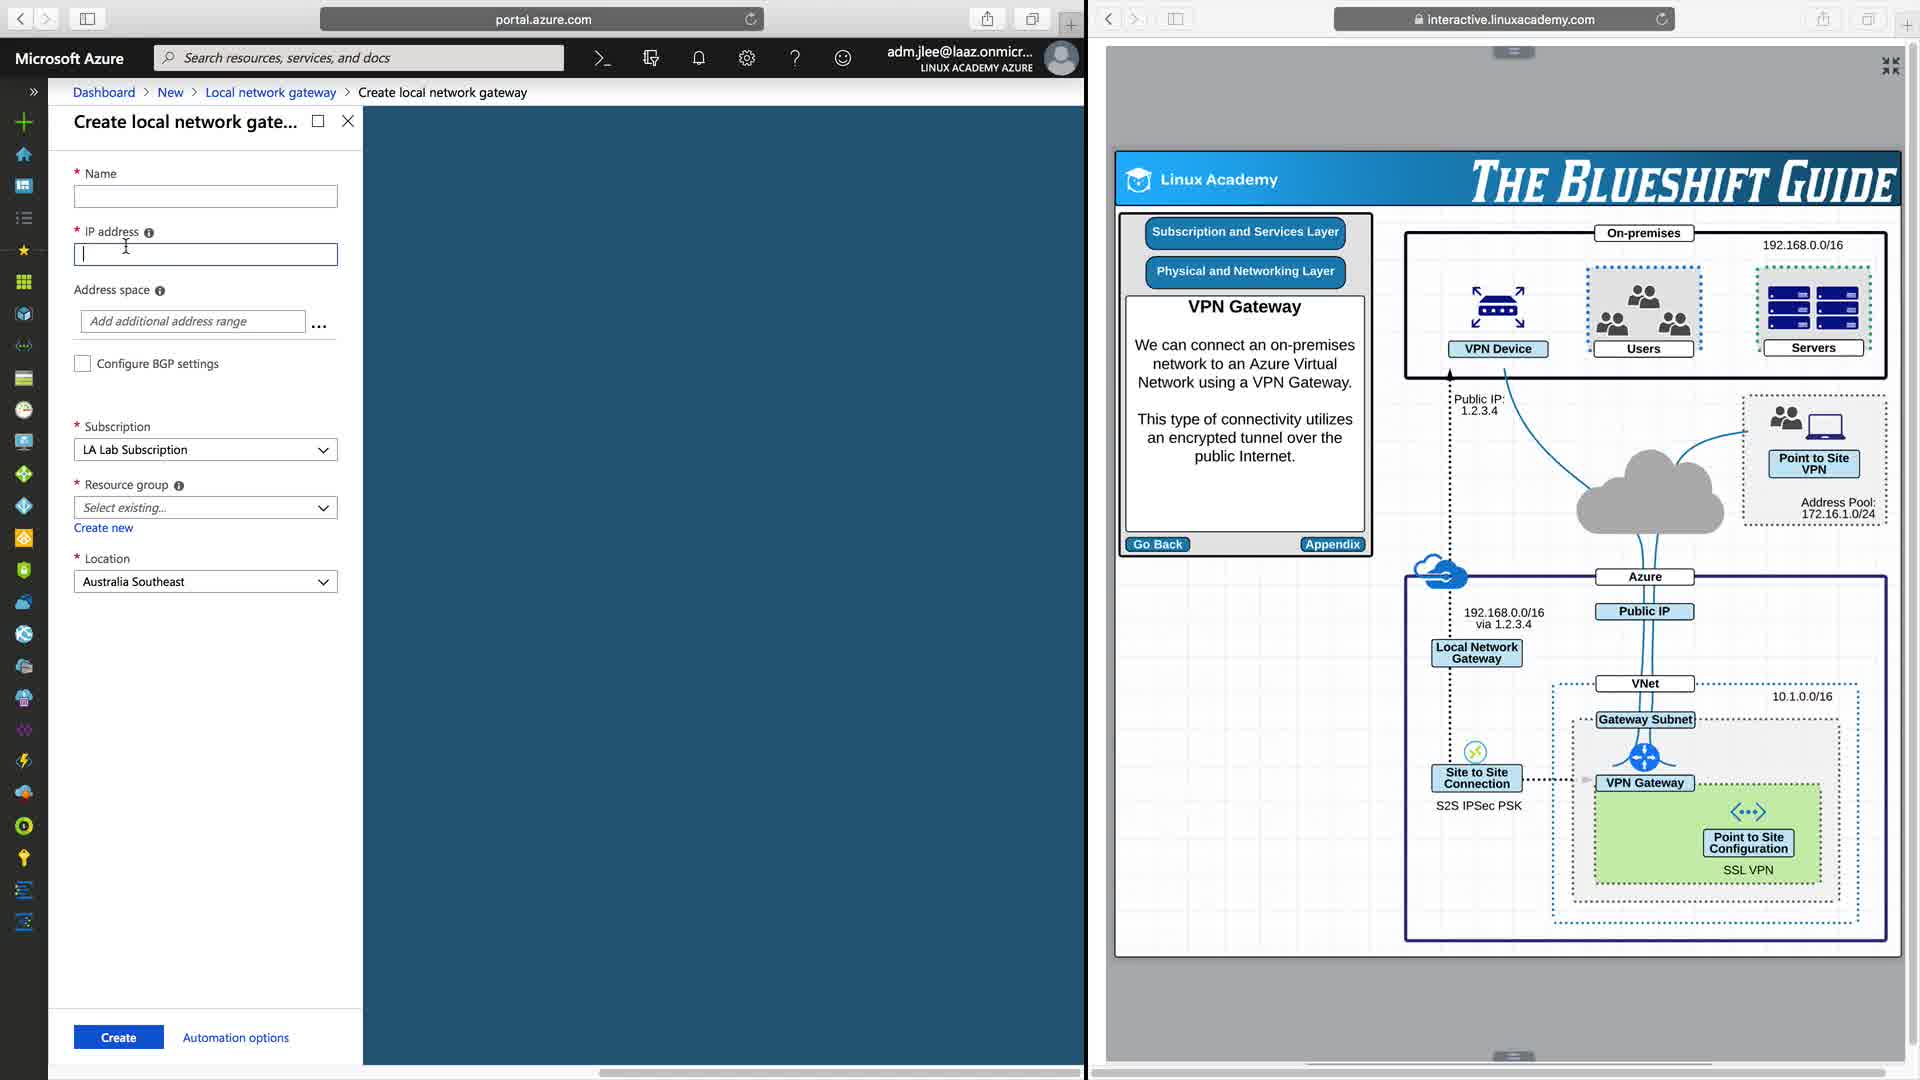 portal.azure.com
Microsoft Azure
Search resources, services, and docs
adm.jlee@laaz.onmicr...
LINUX ACADEMY AZURE
Dashboard > New > Local network gateway > Create local network gateway
Create local network gate...
* Name
* IP address
Address space
Add additional address range
...
Configure BGP settings
* Subscription
LA Lab Subscription
* Resource group
Select existing...
Create new
* Location
Australia Southeast
Create
Automation options
interactive.linuxacademy.com
Linux Academy
THE BLUESHIFT GUIDE
Subscription and Services Layer
Physical and Networking Layer
VPN Gateway
We can connect an on-premises
network to an Azure Virtual
Network using a VPN Gateway.
This type of connectivity utilizes
an encrypted tunnel over the
public Internet.
Go Back
Appendix
On-premises
192.168.0.0/16
VPN Device
Users
Servers
Public IP:
1.2.3.4
Point to Site
VPN
Address Pool:
172.16.1.0/24
Azure
Public IP
192.168.0.0/16
via 1.2.3.4
Local Network
Gateway
VNet
10.1.0.0/16
Gateway Subnet
Site to Site
Connection
S2S IPSec PSK
VPN Gateway
Point to Site
Configuration
SSL VPN